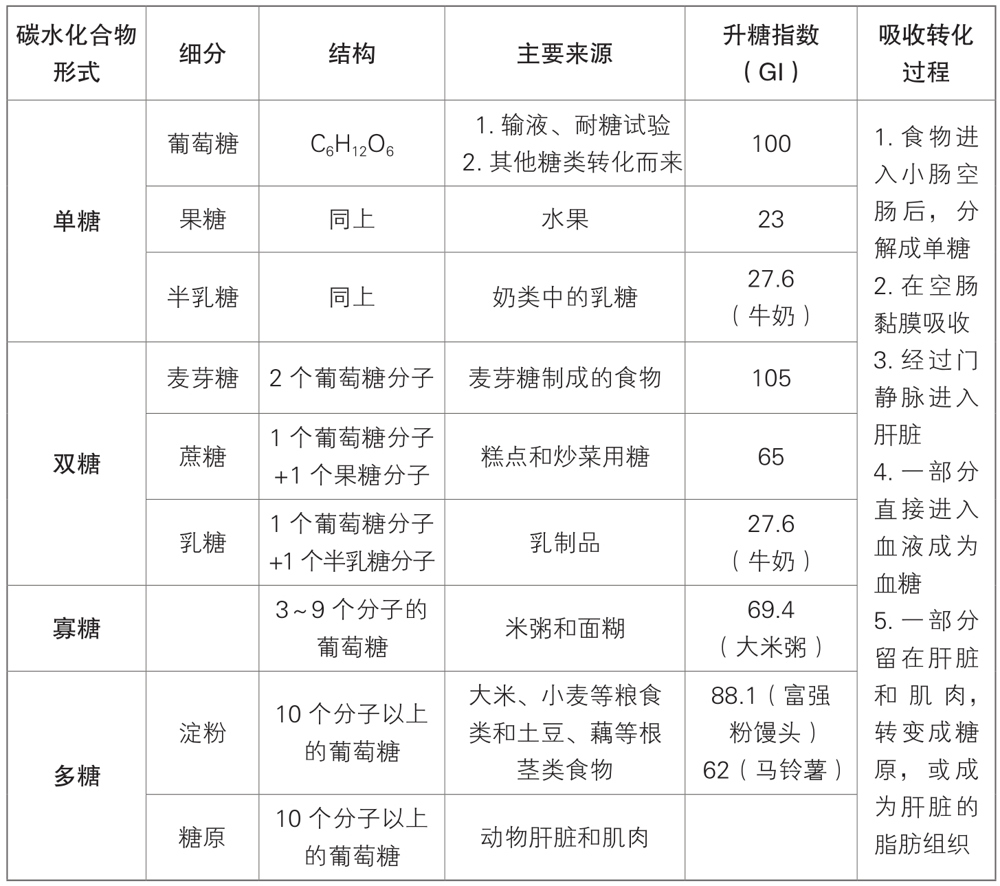 碳水化合物
形式
细分
结构
主要来源
升糖指数
（GI）
吸收转化
过程
单糖
葡萄糖
C₆H₁₂O₆
1. 输液、耐糖试验
2. 其他糖类转化而来
100
果糖
同上
水果
23
半乳糖
同上
奶类中的乳糖
27.6
（牛奶）
双糖
麦芽糖
2 个葡萄糖分子
麦芽糖制成的食物
105
蔗糖
1 个葡萄糖分子
+1 个果糖分子
糕点和炒菜用糖
65
乳糖
1 个葡萄糖分子
+1 个半乳糖分子
乳制品
27.6
（牛奶）
寡糖
3~9 个分子的
葡萄糖
米粥和面糊
69.4
（大米粥）
多糖
淀粉
10 个分子以上
的葡萄糖
大米、小麦等粮食
类和土豆、藕等根
茎类食物
88.1（富强
粉馒头）
62（马铃薯）
糖原
10 个分子以上
的葡萄糖
动物肝脏和肌肉
1. 食物进
入小肠空
肠后，分
解成单糖
2. 在空肠
黏膜吸收
3. 经过门
静脉进入
肝脏
4. 一部分
直接进入
血液成为
血糖
5. 一部分
留在肝脏
和肌肉，
转变成糖
原，或成
为肝脏的
脂肪组织